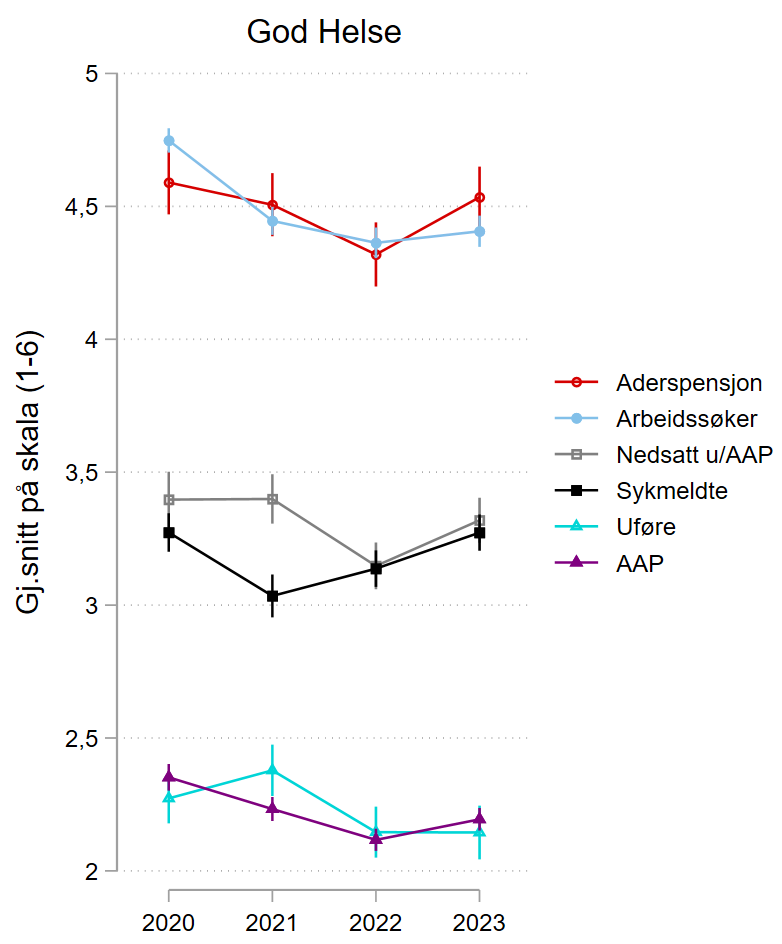 God Helse
Gj.snitt på skala (1-6)
5
4,5
4
3,5
3
2,5
2
2020 2021 2022 2023
Aderspensjon
Arbeidssøker
Nedsatt u/AAP
Sykmeldte
Uføre
AAP